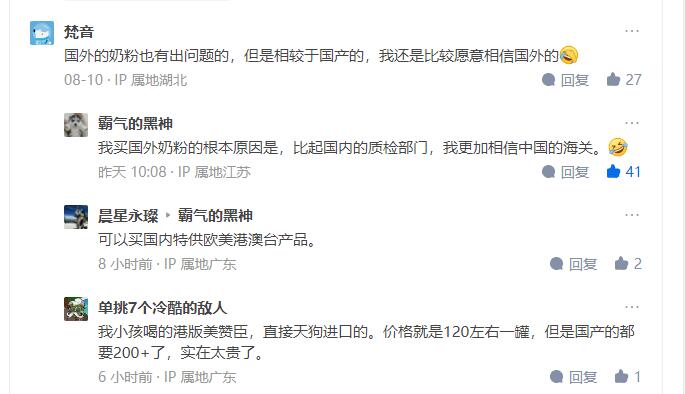 梵音
国外的奶粉也有出问题的，但是相较于国产的，我还是比较愿意相信国外的🤣
08-10 · IP 属地湖北
回复 27
霸气的黑神
我买国外奶粉的根本原因是，比起国内的质检部门，我更加相信中国的海关。🤣
昨天 10:08 · IP 属地江苏
回复 41
晨星永璨 ▸ 霸气的黑神
可以买国内特供欧美港澳台产品。
8 小时前 · IP 属地广东
回复 2
单挑7个冷酷的敌人
我小孩喝的港版美赞臣，直接天狗进口的。价格就是120左右一罐，但是国产的都
要200+了，实在太贵了。
6 小时前 · IP 属地广东
回复 1